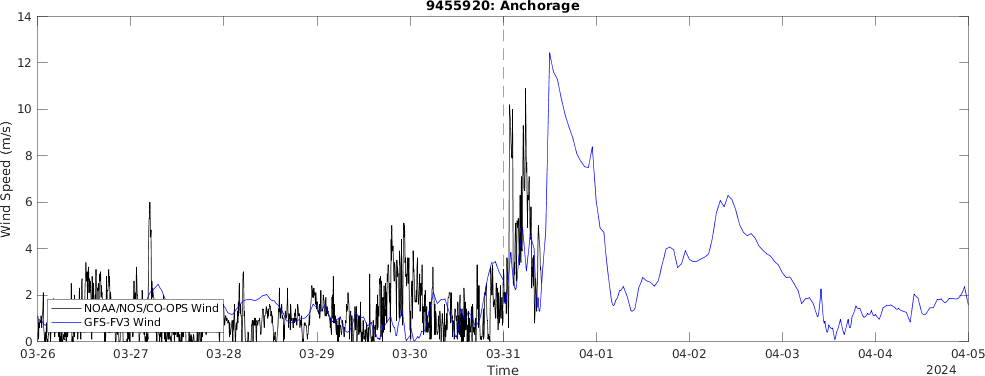 9455920: Anchorage
14
12
10
8
6
4
2
0
Wind Speed (m/s)
NOAA/NOS/CO-OPS Wind
GFS-FV3 Wind
03-26 03-27 03-28 03-29 03-30 03-31 04-01 04-02 04-03 04-04 04-05
Time
2024